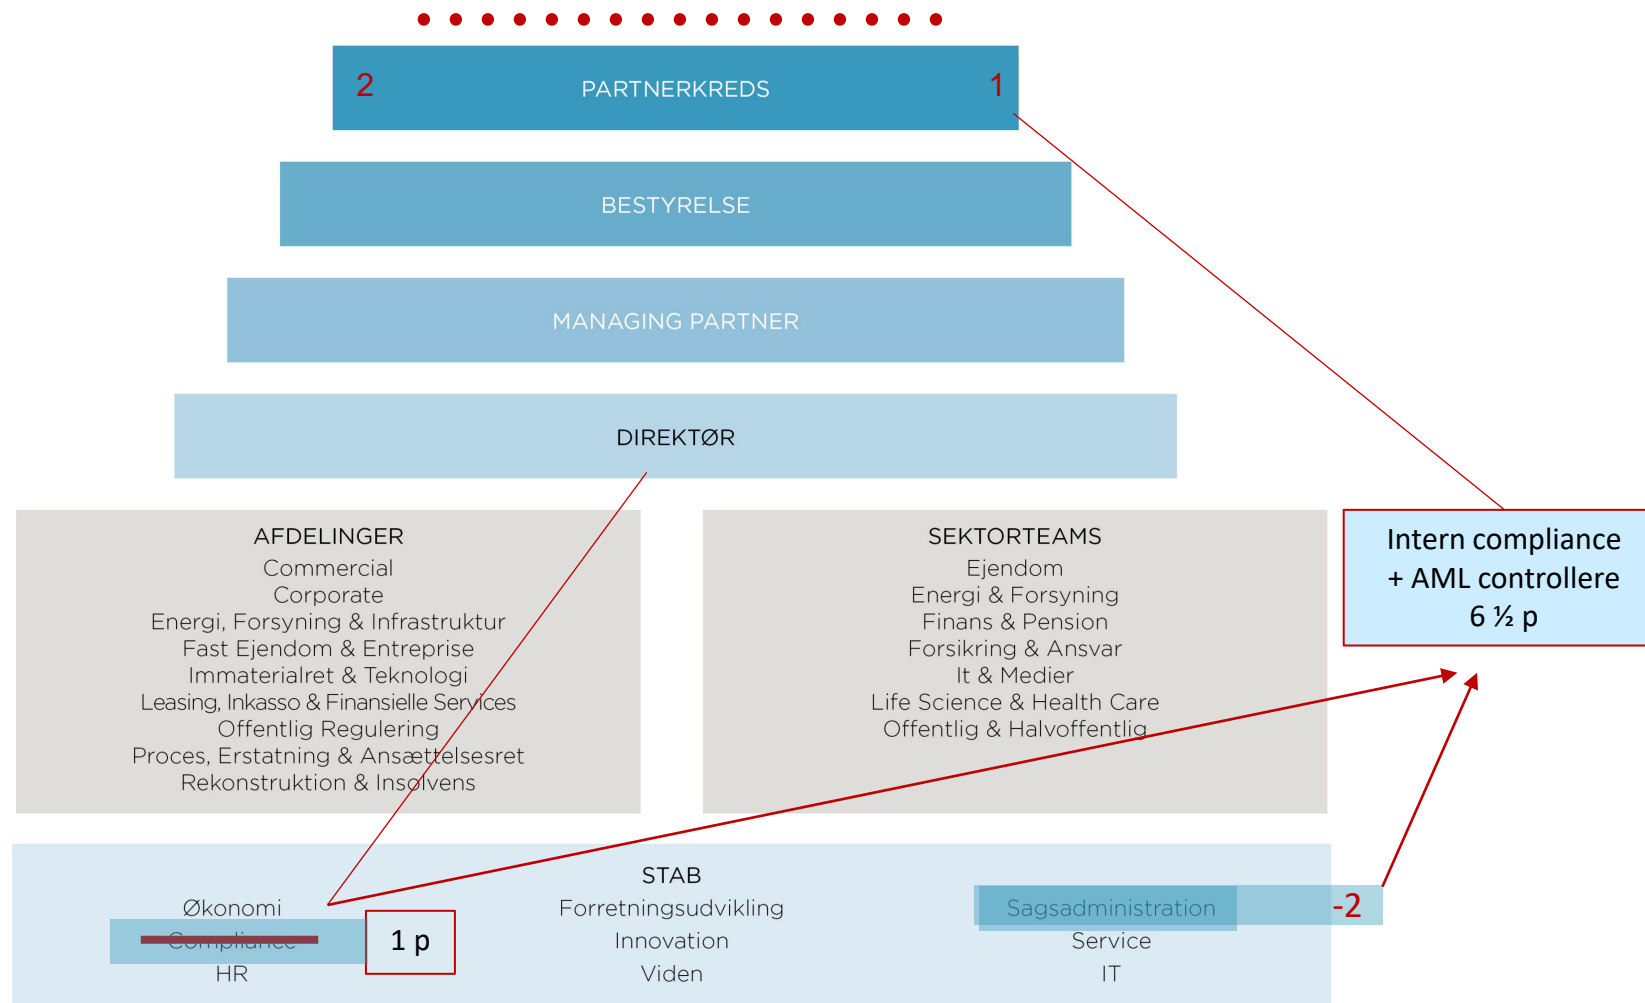 2 PARTNERKREDS 1
BESTYRELSE
MANAGING PARTNER
DIREKTØR
AFDELINGER
Commercial
Corporate
Energi, Forsyning & Infrastruktur
Fast Ejendom & Entreprise
Immaterialret & Teknologi
Leasing, Inkasso & Finansielle Services
Offentlig Regulering
Proces, Erstatning & Ansættelsesret
Rekonstruktion & Insolvens
SEKTORTEAMS
Ejendom
Energi & Forsyning
Finans & Pension
Forsikring & Ansvar
It & Medier
Life Science & Health Care
Offentlig & Halvoffentlig
Intern compliance
+ AML controllere
6 ½ p
STAB
Økonomi
Compliance
HR
1 p
Forretningsudvikling
Innovation
Viden
Sagsadministration -2
Service
IT